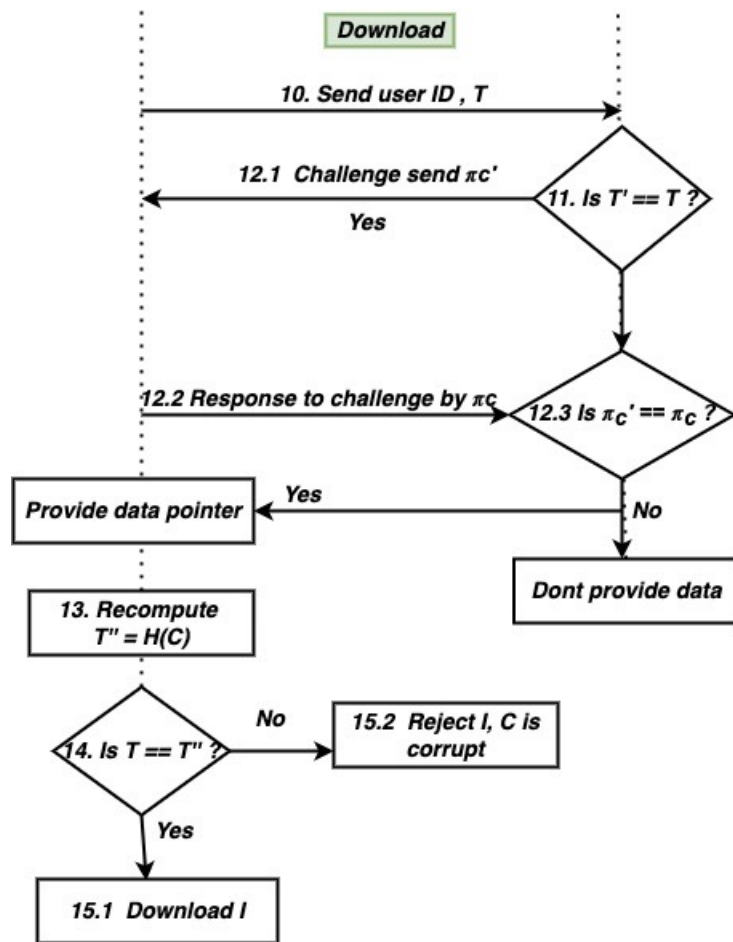 Download
10. Send user ID , T
12.1 Challenge send πc'
11. Is T' == T ?
Yes
12.2 Response to challenge by πc
12.3 Is πc' == πc ?
Provide data pointer
Yes
No
Dont provide data
13. Recompute
T" = H(C)
14. Is T == T" ?
No
15.2 Reject I, C is
corrupt
Yes
15.1 Download I